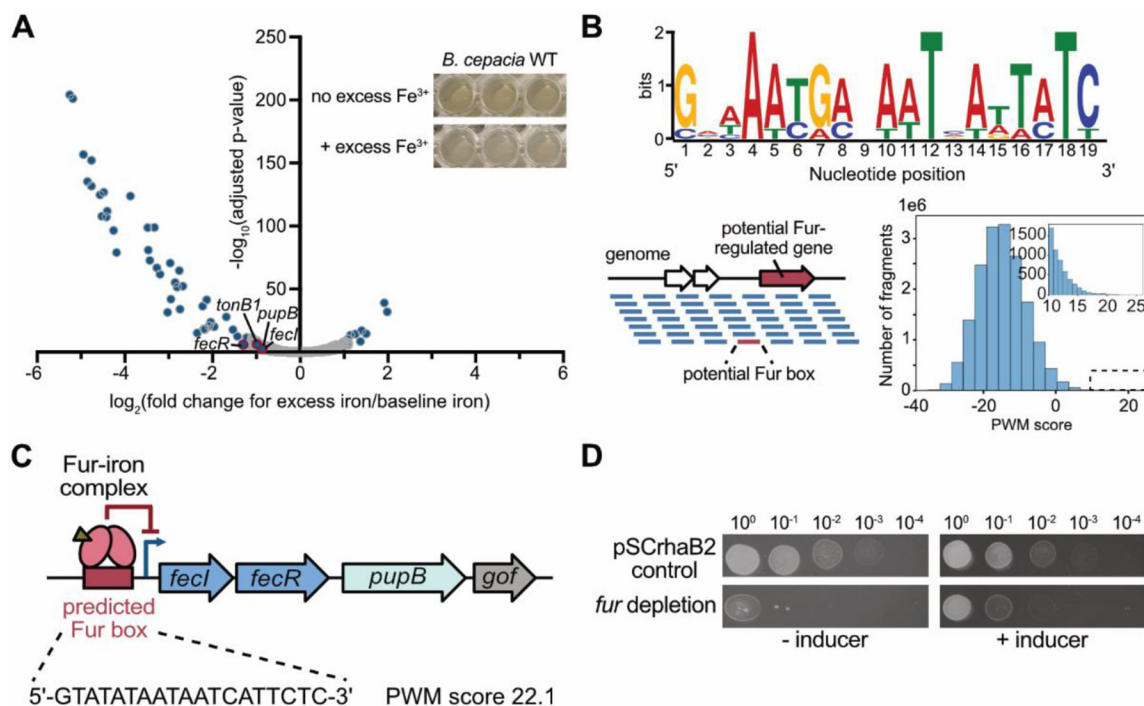 A
250
200
150
100
50
-log10(adjusted p-value)
B. cepacia WT
no excess Fe3+
+ excess Fe3+
tonB1
pupB
fecI
fecR
-6
-4
-2
0
2
4
6
log2(fold change for excess iron/baseline iron)
B
2
1
0
bits
1 2 3 4 5 6 7 8 9 10 11 12 13 14 15 16 17 18 19
5'
Nucleotide position
3'
genome
potential Fur-
regulated gene
potential Fur box
1e6
3
2
1
0
Number of fragments
1500
1000
500
0
10 15 20 25
-40 -20 0 20
PWM score
C
Fur-iron
complex
fecI
fecR
pupB
gof
predicted
Fur box
5'-GTATATAATAATCATTCTC-3'
PWM score 22.1
D
10^0 10^-1 10^-2 10^-3 10^-4
10^0 10^-1 10^-2 10^-3 10^-4
pSCrhaB2
control
fur depletion
- inducer
+ inducer